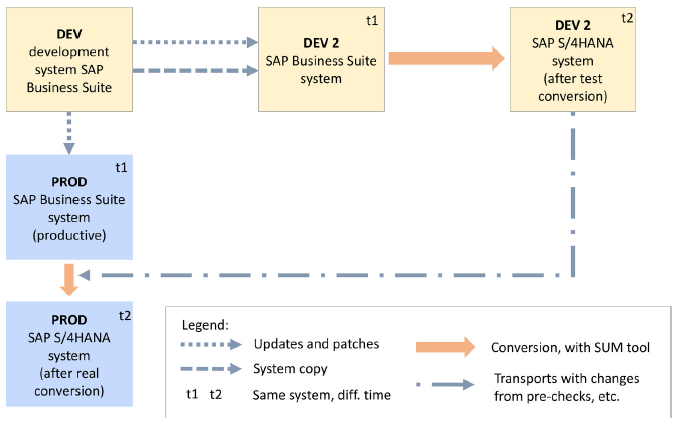 DEV
development
system SAP
Business Suite
t1
DEV 2
SAP Business Suite
system
t2
DEV 2
SAP S/4HANA
system
(after test
conversion)
t1
PROD
SAP Business Suite
system
(productive)
t2
PROD
SAP S/4HANA
system
(after real
conversion)
Legend:
Updates and patches
System copy
t1 t2 Same system, diff. time
Conversion, with SUM tool
Transports with changes
from pre-checks, etc.